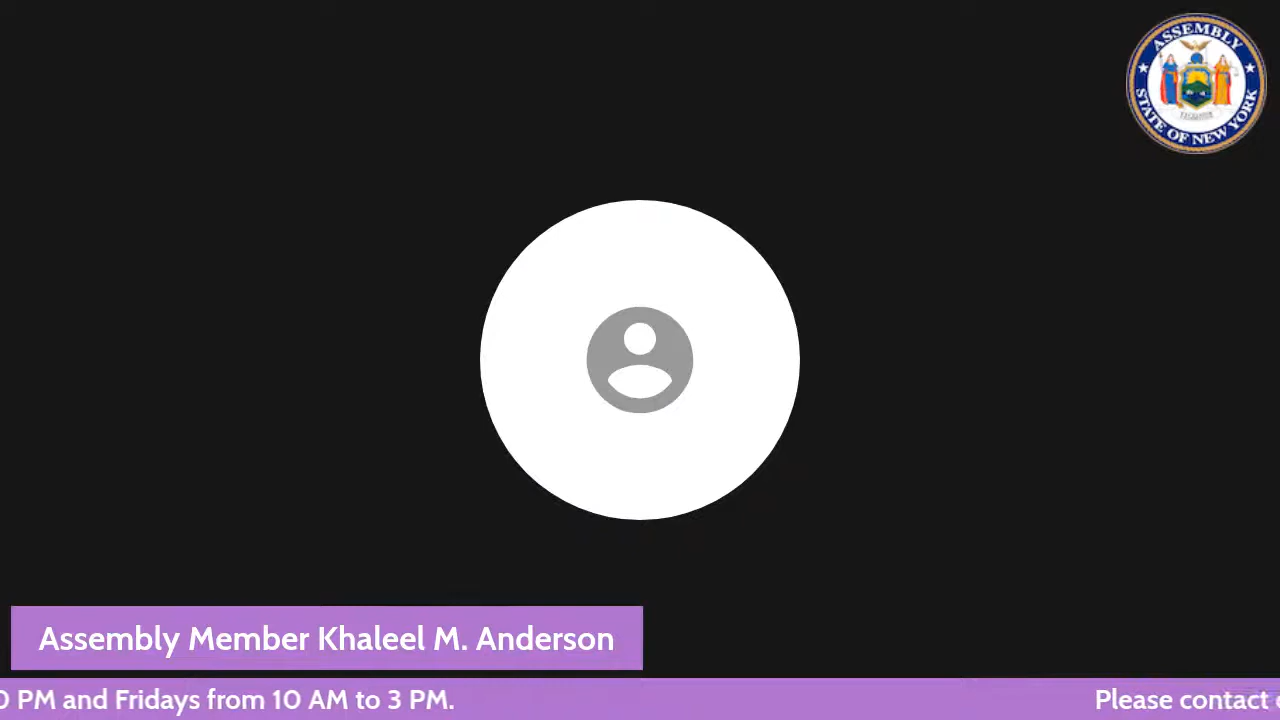 ASSEMBLY
STATE OF NEW YORK
Assembly Member Khaleel M. Anderson
0 PM and Fridays from 10 AM to 3 PM.
Please contact